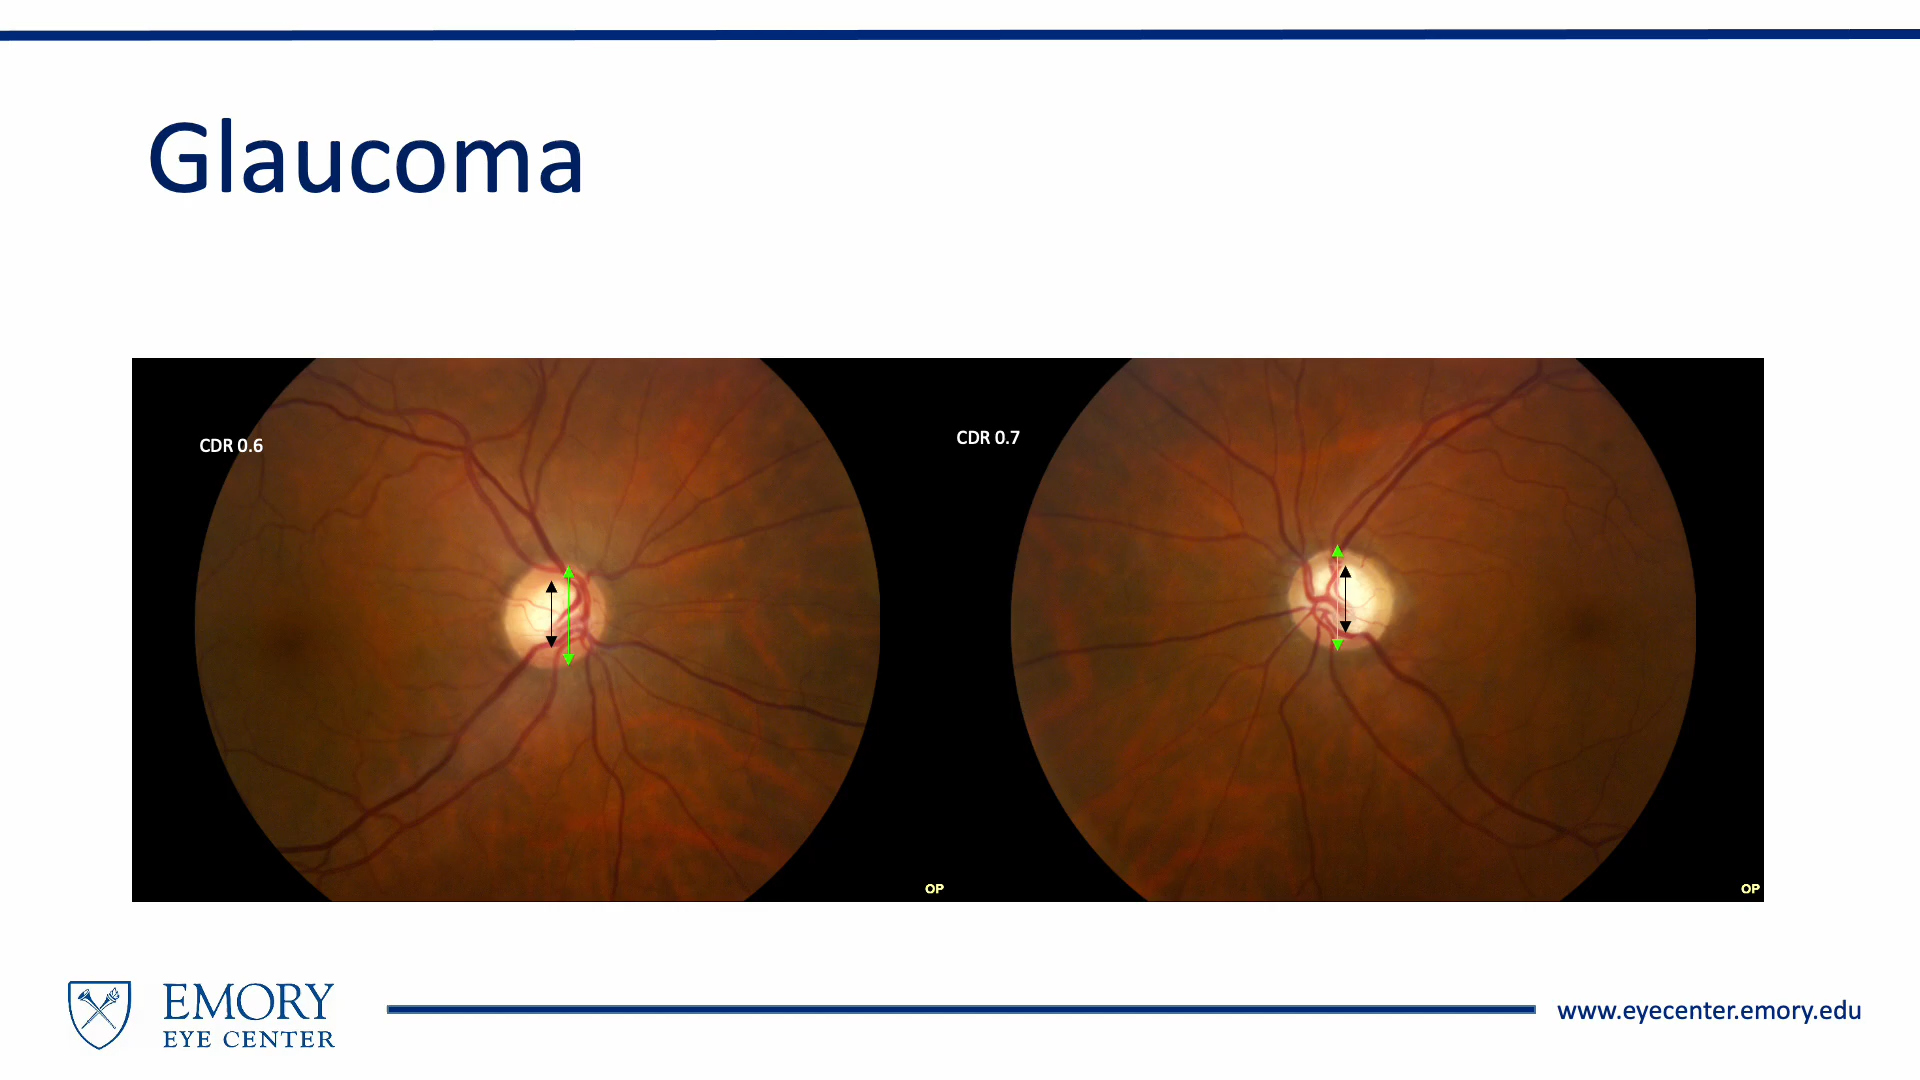 Glaucoma
CDR 0.6
CDR 0.7
OP
OP
EMORY
EYE CENTER
www.eyecenter.emory.edu